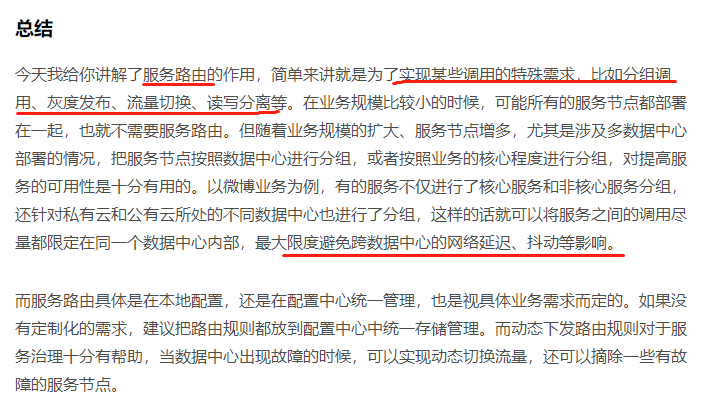 总结
今天我给你讲解了服务路由的作用，简单来讲就是为了实现某些调用的特殊需求，比如分组调
用、灰度发布、流量切换、读写分离等。在业务规模比较小的时候，可能所有的服务节点都部署
在一起，也就不需要服务路由。但随着业务规模的扩大、服务节点增多，尤其是涉及多数据中心
部署的情况，把服务节点按照数据中心进行分组，或者按照业务的核心程度进行分组，对提高服
务的可用性是十分有用的。以微博业务为例，有的服务不仅进行了核心服务和非核心服务分组，
还针对私有云和公有云所处的不同数据中心也进行了分组，这样的话就可以将服务之间的调用尽
量都限定在同一个数据中心内部，最大限度避免跨数据中心的网络延迟、抖动等影响。
而服务路由具体是在本地配置，还是在配置中心统一管理，也是视具体业务需求而定的。如果没
有定制化的需求，建议把路由规则都放到配置中心中统一存储管理。而动态下发路由规则对于服
务治理十分有帮助，当数据中心出现故障的时候，可以实现动态切换流量，还可以摘除一些有故
障的服务节点。